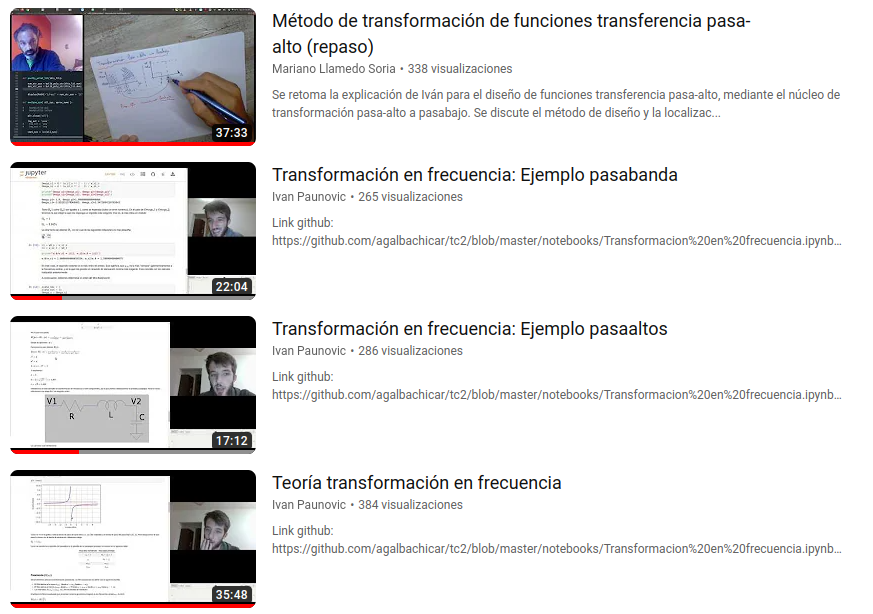 Método de transformación de funciones transferencia pasa-
alto (repaso)
Mariano Llamedo Soria • 338 visualizaciones
Se retoma la explicación de Iván para el diseño de funciones transferencia pasa-alto, mediante el núcleo de
transformación pasa-alto a pasabajo. Se discute el método de diseño y la localizac...
37:33
jupyter
Transformación en frecuencia: Ejemplo pasabanda
Ivan Paunovic • 265 visualizaciones
Link github:
https://github.com/agalbachicar/tc2/blob/master/notebooks/Transformacion%20en%20frecuencia.ipynb...
22:04
Transformación en frecuencia: Ejemplo pasaaltos
Ivan Paunovic • 286 visualizaciones
Link github:
https://github.com/agalbachicar/tc2/blob/master/notebooks/Transformacion%20en%20frecuencia.ipynb...
V1 V2
R L C
17:12
Teoría transformación en frecuencia
Ivan Paunovic • 384 visualizaciones
Link github:
https://github.com/agalbachicar/tc2/blob/master/notebooks/Transformacion%20en%20frecuencia.ipynb...
35:48